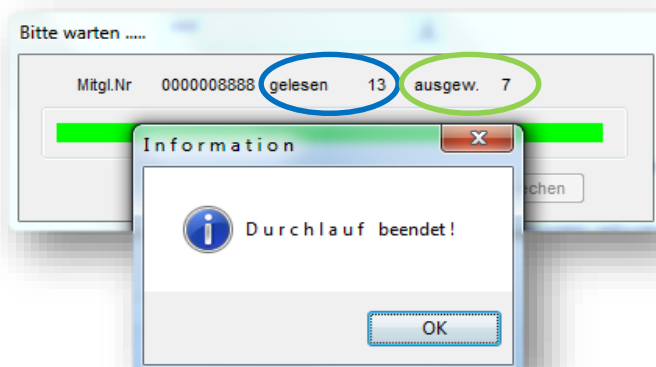 Bitte warten .....
Mitgl.Nr 0000008888 gelesen 13 ausgew. 7
Information
Durchlauf beendet!
OK